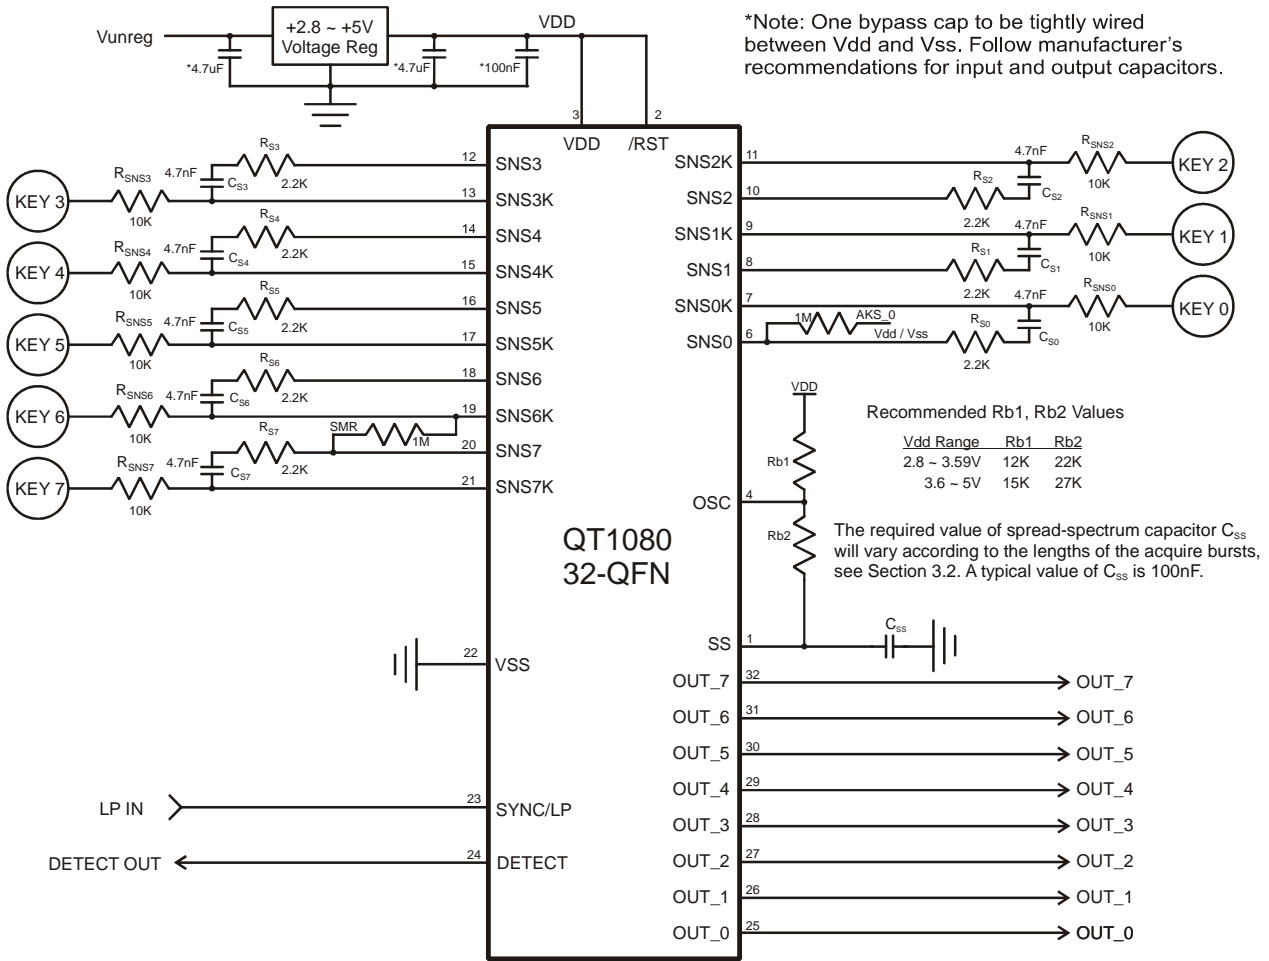 Vunreg
+2.8 ~ +5V
Voltage Reg
VDD
*4.7uF
*4.7uF
*100nF
*Note: One bypass cap to be tightly wired
between Vdd and Vss. Follow manufacturer's
recommendations for input and output capacitors.
3
2
VDD
/RST
KEY 3
RSNS3
10K
4.7nF
CS3
RS3
2.2K
12
SNS3
13
SNS3K
KEY 4
RSNS4
10K
4.7nF
CS4
RS4
2.2K
14
SNS4
15
SNS4K
KEY 5
RSNS5
10K
4.7nF
CS5
RS5
2.2K
16
SNS5
17
SNS5K
KEY 6
RSNS6
10K
4.7nF
CS6
RS6
2.2K
18
SNS6
19
SNS6K
KEY 7
RSNS7
10K
4.7nF
CS7
RS7
2.2K
SMR
1M
20
SNS7
21
SNS7K
SNS2K
11
4.7nF
RSNS2
10K
KEY 2
SNS2
10
RS2
2.2K
CS2
SNS1K
9
4.7nF
RSNS1
10K
KEY 1
SNS1
8
RS1
2.2K
CS1
SNS0K
7
4.7nF
RSNS0
10K
KEY 0
1M
AKS_0
Vdd / Vss
SNS0
6
RS0
2.2K
CS0
VDD
Rb1
OSC
4
Rb2
Recommended Rb1, Rb2 Values
Vdd Range Rb1 Rb2
2.8 ~ 3.59V 12K 22K
3.6 ~ 5V 15K 27K
The required value of spread-spectrum capacitor CSS
will vary according to the lengths of the acquire bursts,
see Section 3.2. A typical value of CSS is 100nF.
QT1080
32-QFN
22
VSS
SS
1
CSS
OUT_7
32
OUT_7
OUT_6
31
OUT_6
OUT_5
30
OUT_5
OUT_4
29
OUT_4
OUT_3
28
OUT_3
OUT_2
27
OUT_2
OUT_1
26
OUT_1
OUT_0
25
OUT_0
LP IN
23
SYNC/LP
DETECT OUT
24
DETECT